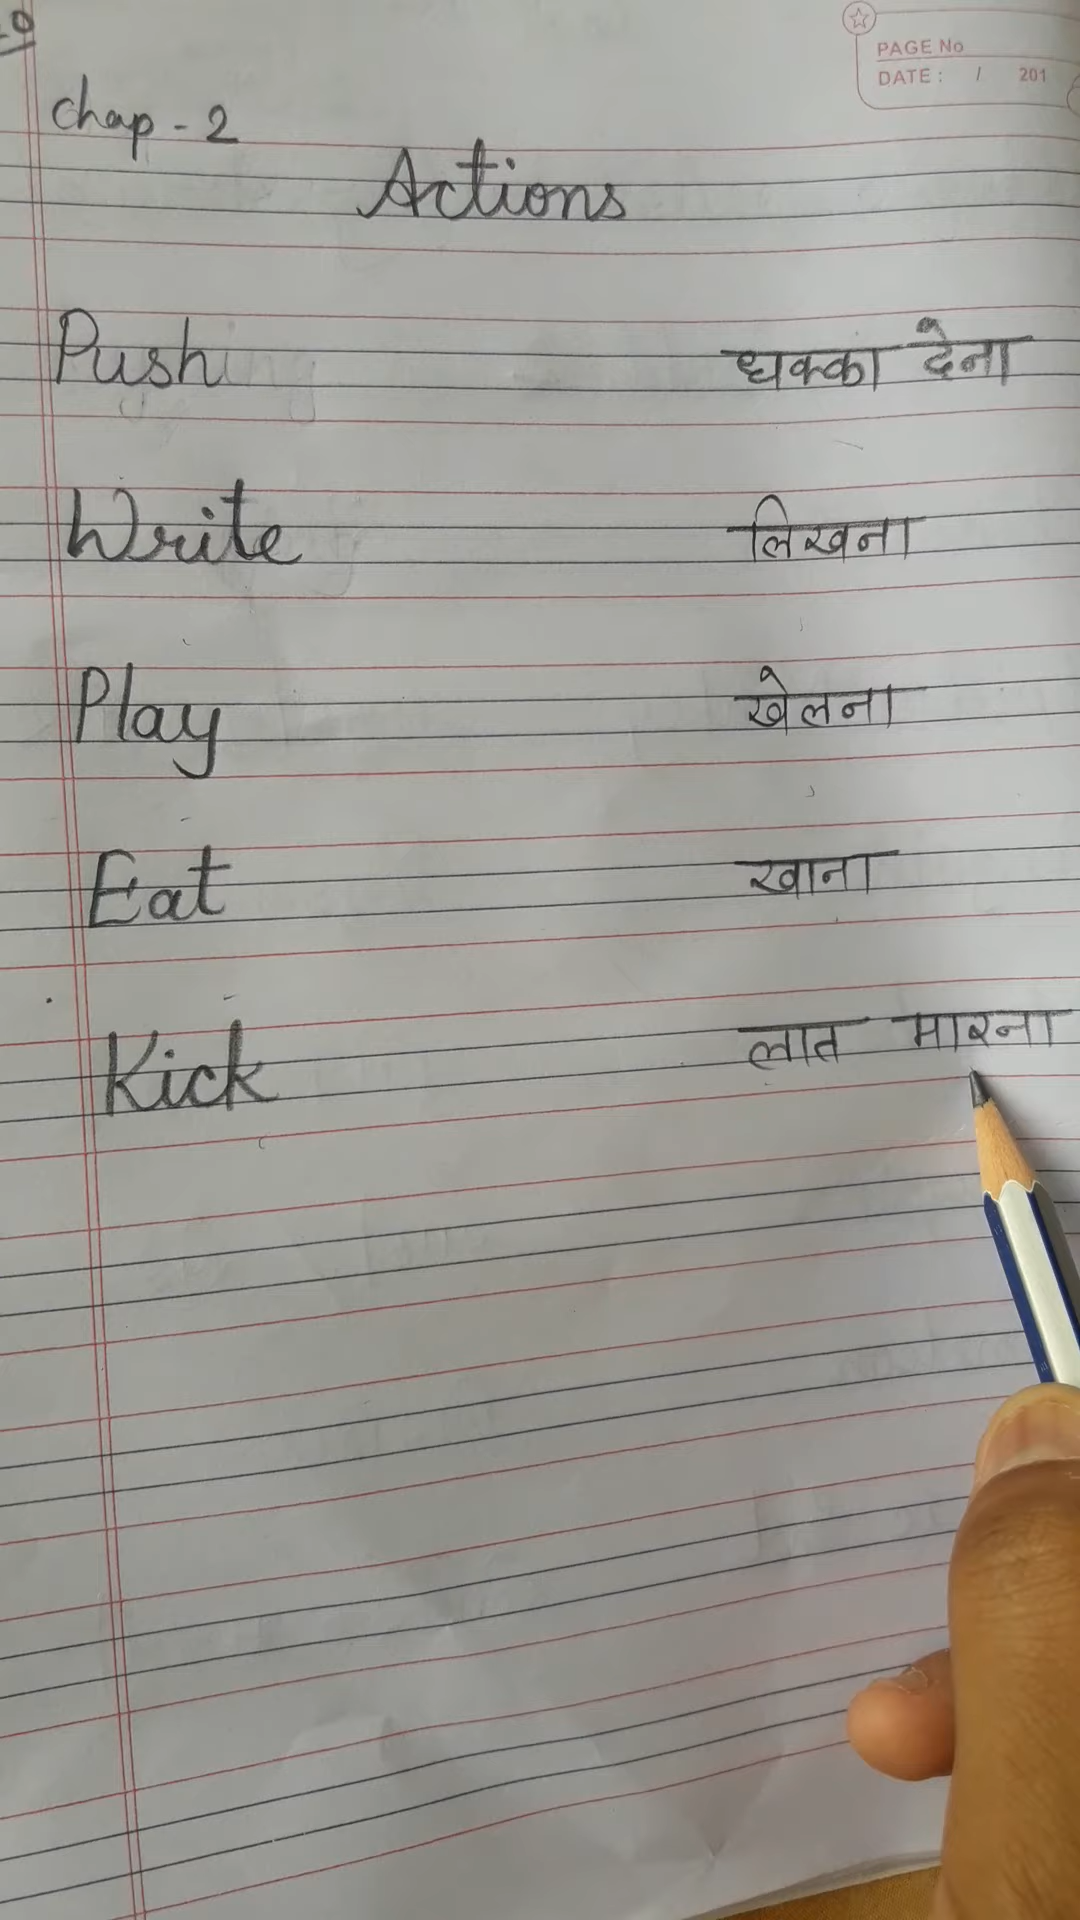 PAGE No
DATE : / 201
Chap - 2
Actions
Push धक्का देना
Write लिखना
Play खेलना
Eat खाना
Kick लात मारना